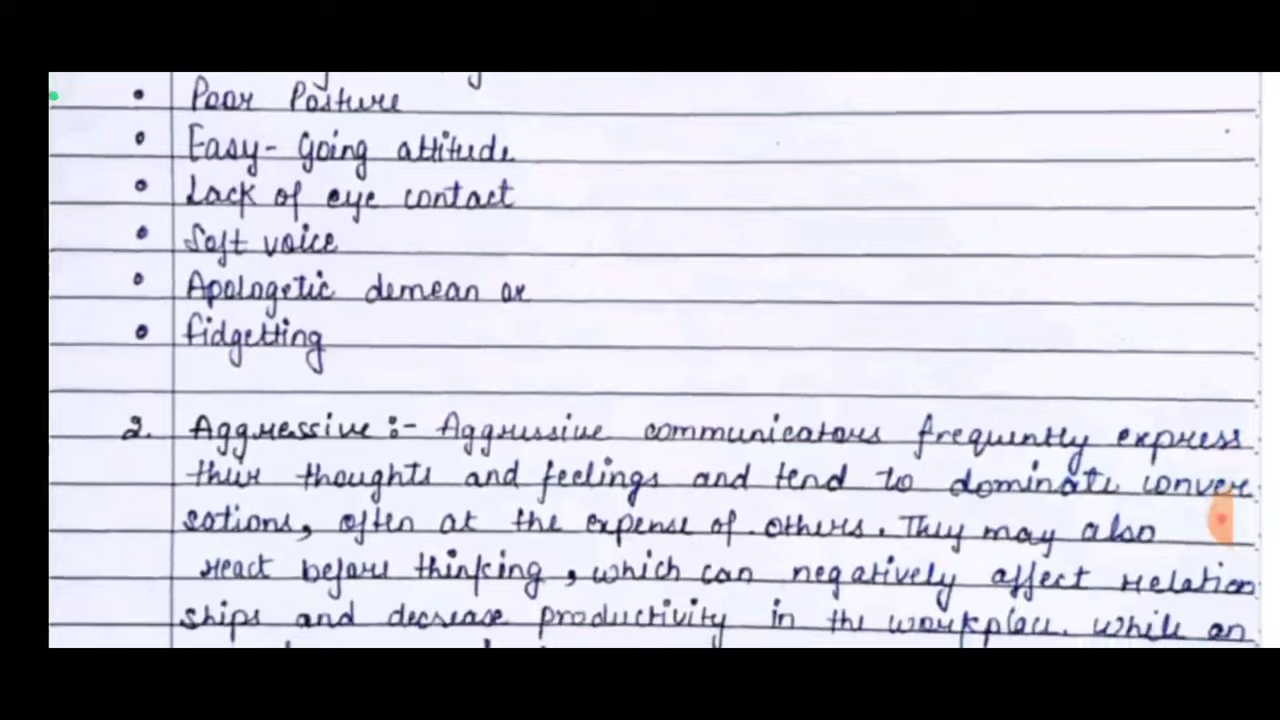 • Poor Posture
• Easy-Going attitude
• Lack of eye contact
• Soft voice
• Apologetic demean or
• fidgetting
2. Aggressive :- Aggressive communicators frequently express
their thoughts and feelings and tend to dominate conver
sations, often at the expense of others. They may also
react before thinking, which can negatively affect relation
ships and decrease productivity in the workplace. While an